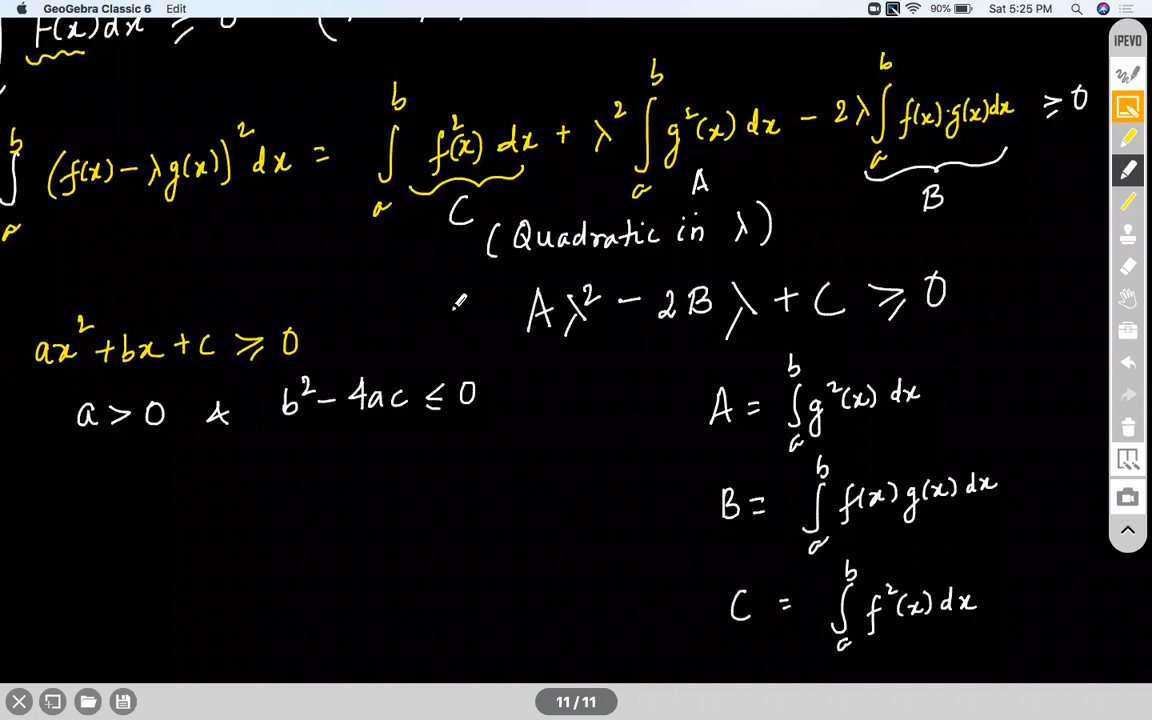 GeoGebra Classic 6 Edit 90% Sat 5:25 PM
IPEVO
f(x) dx ≥ 0 (
∫_a^b (f(x) − λg(x))² dx = ∫_a^b f²(x) dx + λ² ∫_a^b g²(x) dx − 2λ ∫_a^b f(x)·g(x)dx ≥ 0
C A B
(Quadratic in λ)
Aλ² − 2Bλ + C ≥ 0
ax² + bx + c ≥ 0
a > 0 & b² − 4ac ≤ 0
A = ∫_a^b g²(x) dx
B = ∫_a^b f(x) g(x) dx
C = ∫_a^b f²(x) dx
11/11